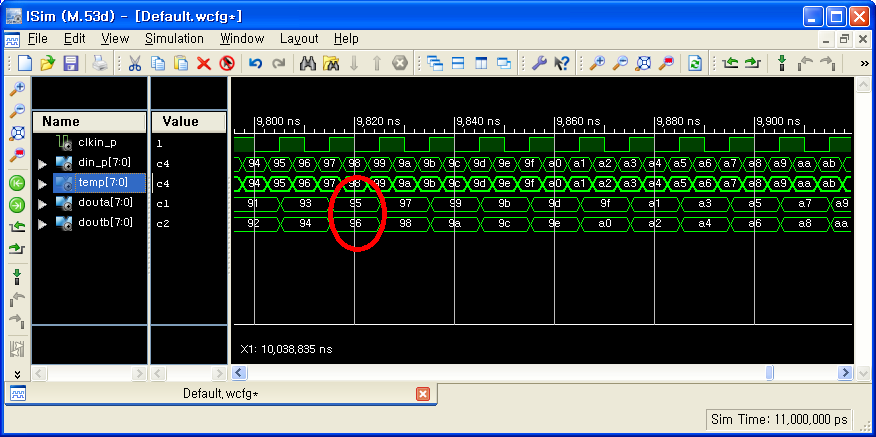 ISim (M.53d) - [Default.wcfg*]
File Edit View Simulation Window Layout Help
Name Value
9,800 ns 9,820 ns 9,840 ns 9,860 ns 9,880 ns 9,900 ns
clkin_p 1
din_p[7:0] c4 94 95 96 97 98 99 9a 9b 9c 9d 9e 9f a0 a1 a2 a3 a4 a5 a6 a7 a8 a9 aa ab
temp[7:0] c4 94 95 96 97 98 99 9a 9b 9c 9d 9e 9f a0 a1 a2 a3 a4 a5 a6 a7 a8 a9 aa ab
douta[7:0] c1 91 93 95 97 99 9b 9d 9f a1 a3 a5 a7 a9
doutb[7:0] c2 92 94 96 98 9a 9c 9e a0 a2 a4 a6 a8 aa
X1: 10,038,835 ns
Default.wcfg*
Sim Time: 11,000,000 ps